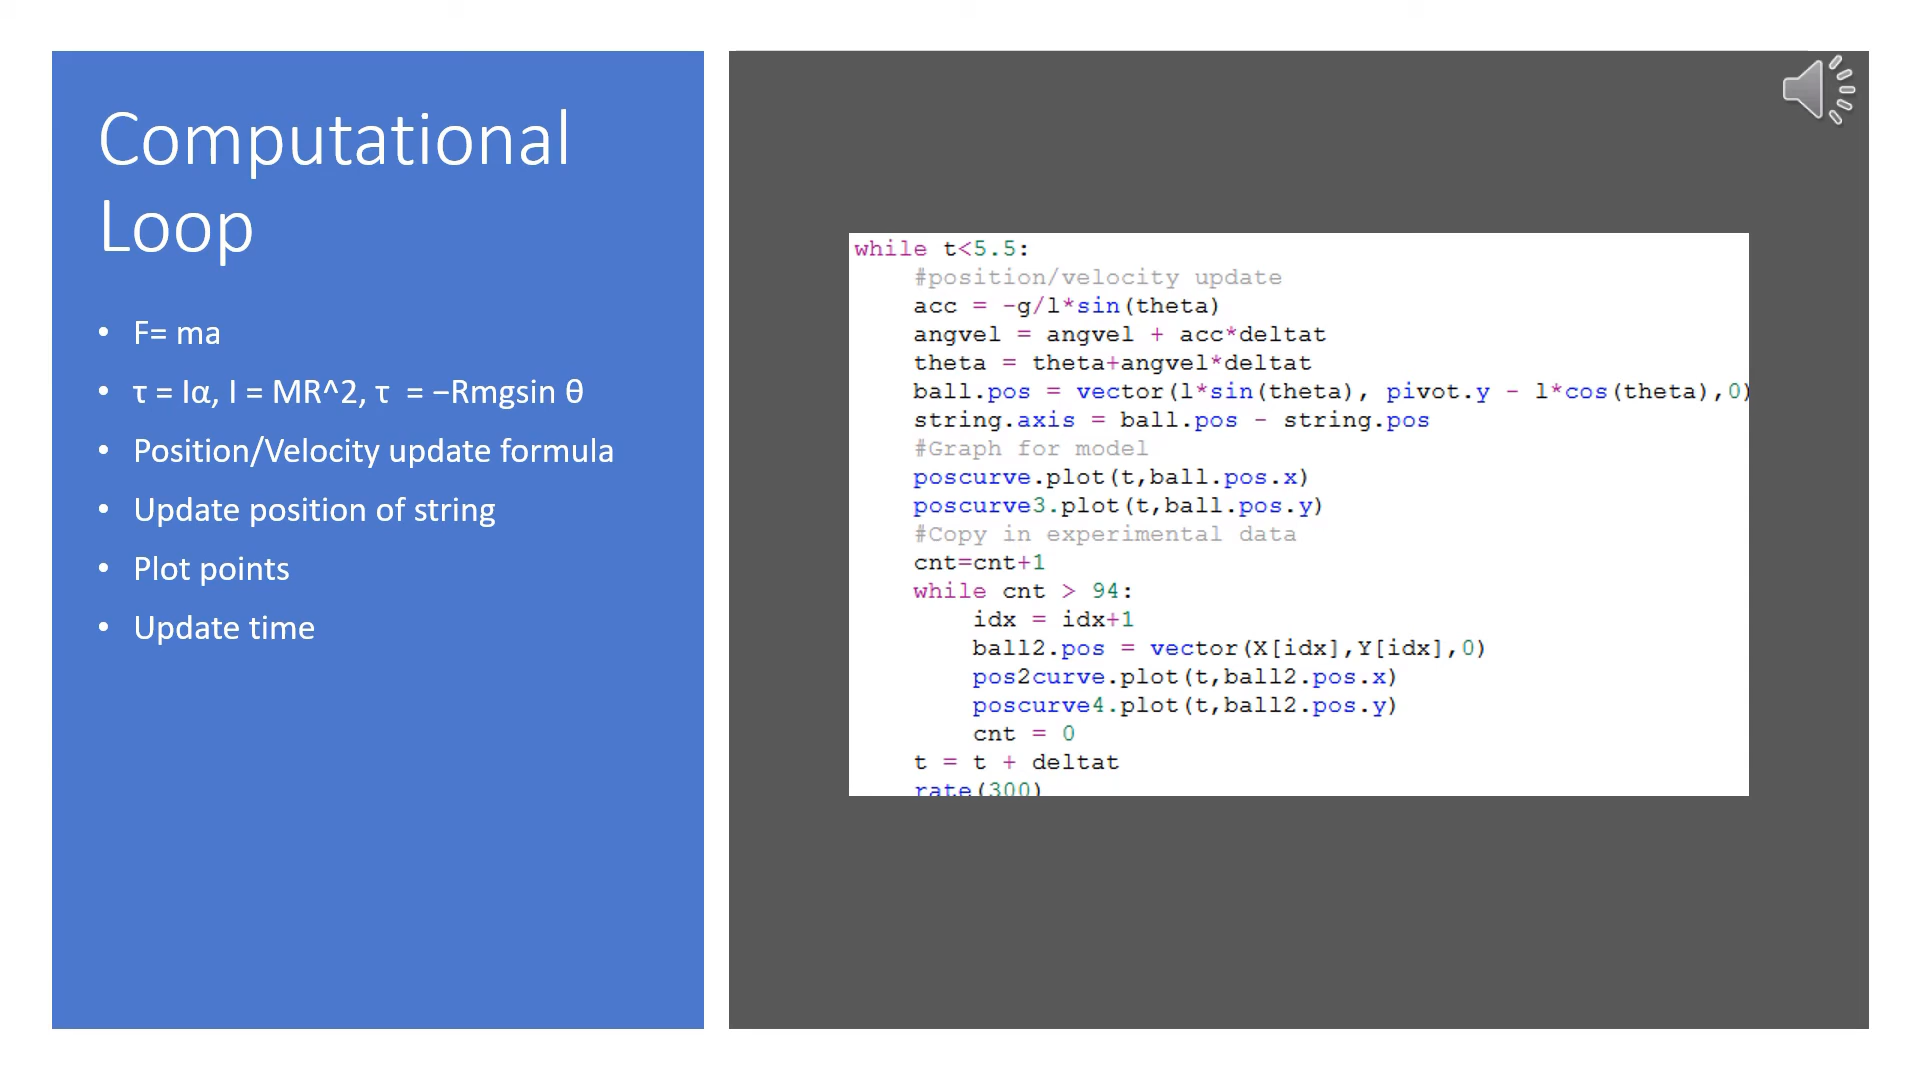 Computational
Loop
• F= ma
• τ = Iα, I = MR^2, τ  = −Rmgsin θ
• Position/Velocity update formula
• Update position of string
• Plot points
• Update time
while t<5.5:
    #position/velocity update
    acc = -g/l*sin(theta)
    angvel = angvel + acc*deltat
    theta = theta+angvel*deltat
    ball.pos = vector(l*sin(theta), pivot.y - l*cos(theta),0)
    string.axis = ball.pos - string.pos
    #Graph for model
    poscurve.plot(t,ball.pos.x)
    poscurve3.plot(t,ball.pos.y)
    #Copy in experimental data
    cnt=cnt+1
    while cnt > 94:
        idx = idx+1
        ball2.pos = vector(X[idx],Y[idx],0)
        pos2curve.plot(t,ball2.pos.x)
        poscurve4.plot(t,ball2.pos.y)
        cnt = 0
    t = t + deltat
    rate(300)